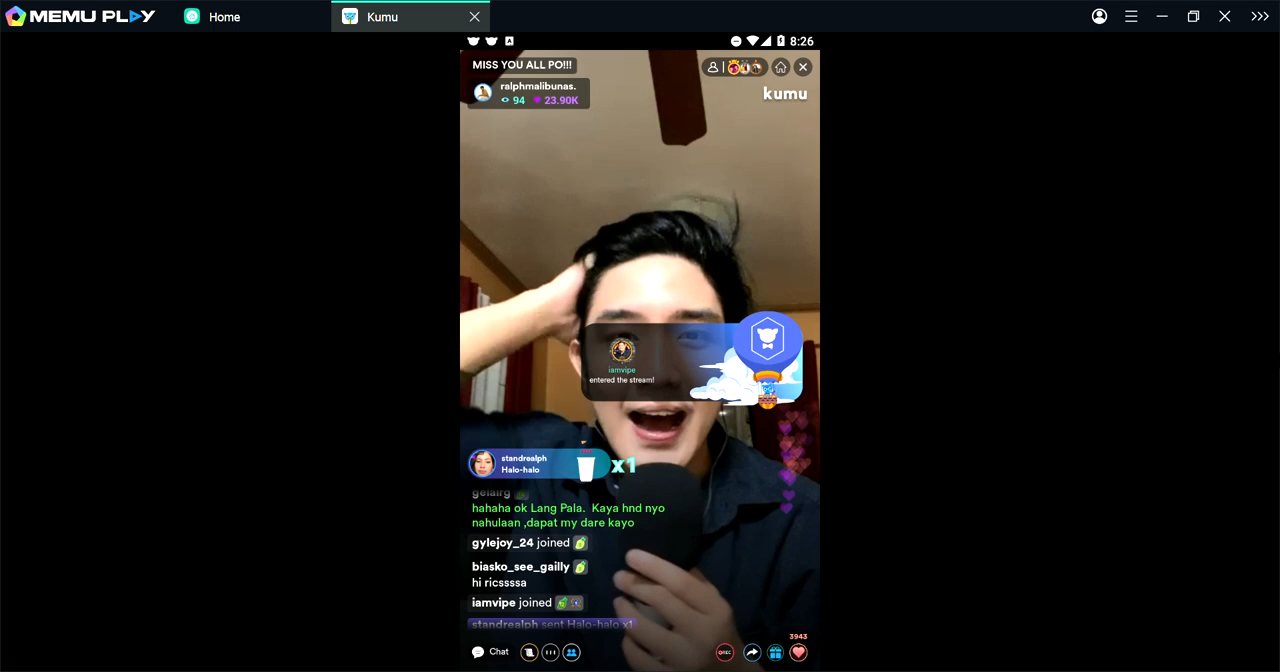 MEMU PLAY
Home
Kumu
8:26
MISS YOU ALL PO!!!
ralphmalibunas.
94 23.90K
kumu
iamvipe
entered the stream!
standrealph
Halo-halo
x1
gelairg
hahaha ok Lang Pala. Kaya hnd nyo
nahulaan ,dapat my dare kayo
gylejoy_24 joined
biasko_see_gailly
hi ricssssa
iamvipe joined
standrealph sent Halo-halo x1
3943
Chat
REC